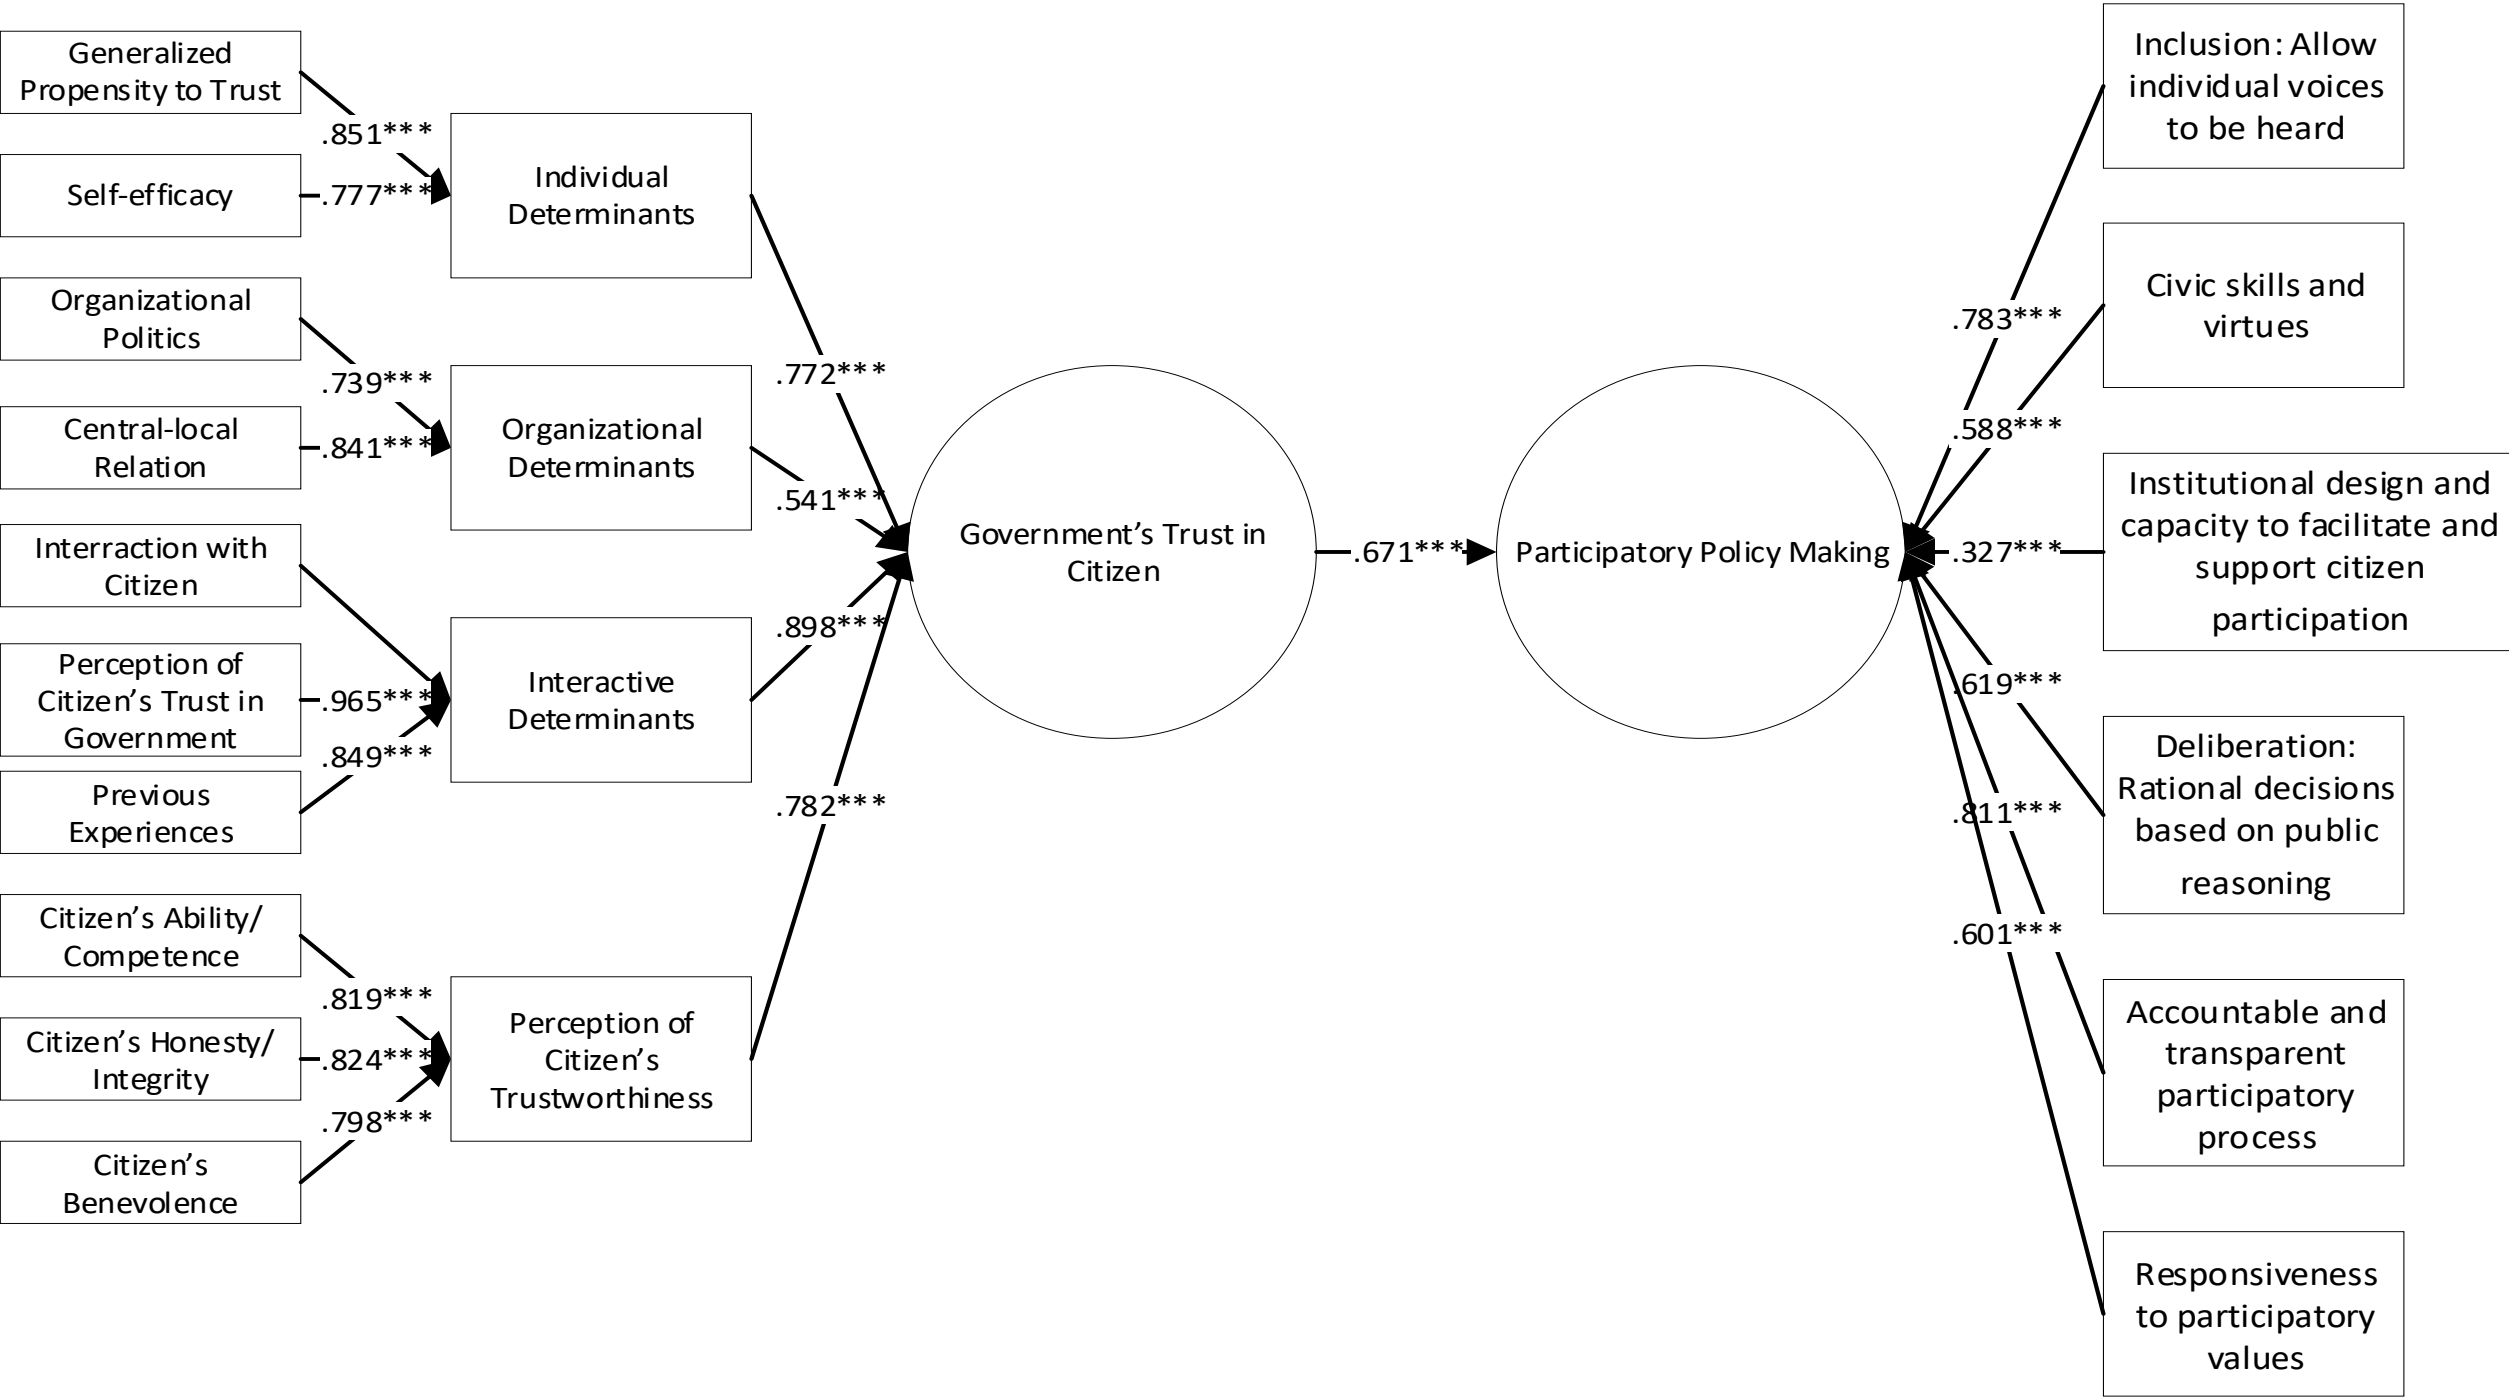 Generalized
Propensity to Trust
.851***
Self-efficacy
.777***
Individual
Determinants
Organizational
Politics
.739***
Central-local
Relation
.841***
Organizational
Determinants
Interraction with
Citizen
Perception of
Citizen’s Trust in
Government
.965***
Previous
Experiences
.849***
Interactive
Determinants
Citizen’s Ability/
Competence
.819***
Citizen’s Honesty/
Integrity
.824***
Citizen’s
Benevolence
.798***
Perception of
Citizen’s
Trustworthiness
.772***
.541***
.898***
.782***
Government’s Trust in
Citizen
.671***
Participatory Policy Making
.783***
.588***
.327***
.619***
.811***
.601***
Inclusion: Allow
individual voices
to be heard
Civic skills and
virtues
Institutional design and
capacity to facilitate and
support citizen
participation
Deliberation:
Rational decisions
based on public
reasoning
Accountable and
transparent
participatory
process
Responsiveness
to participatory
values